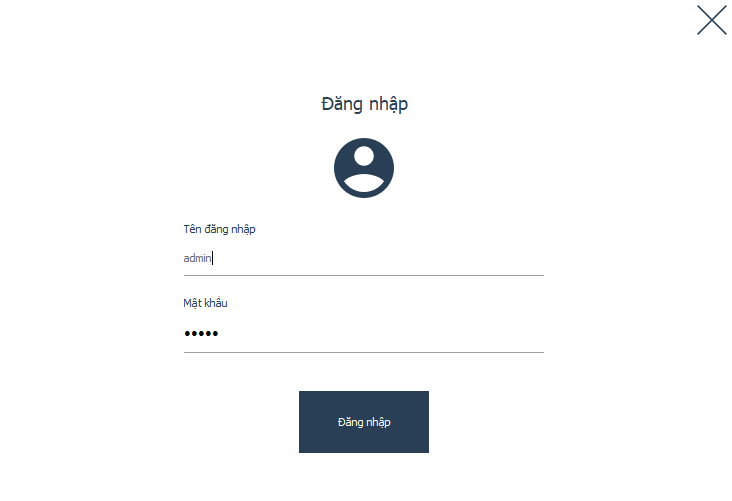 Đăng nhập
Tên đăng nhập
admin
Mật khẩu
•••••
Đăng nhập